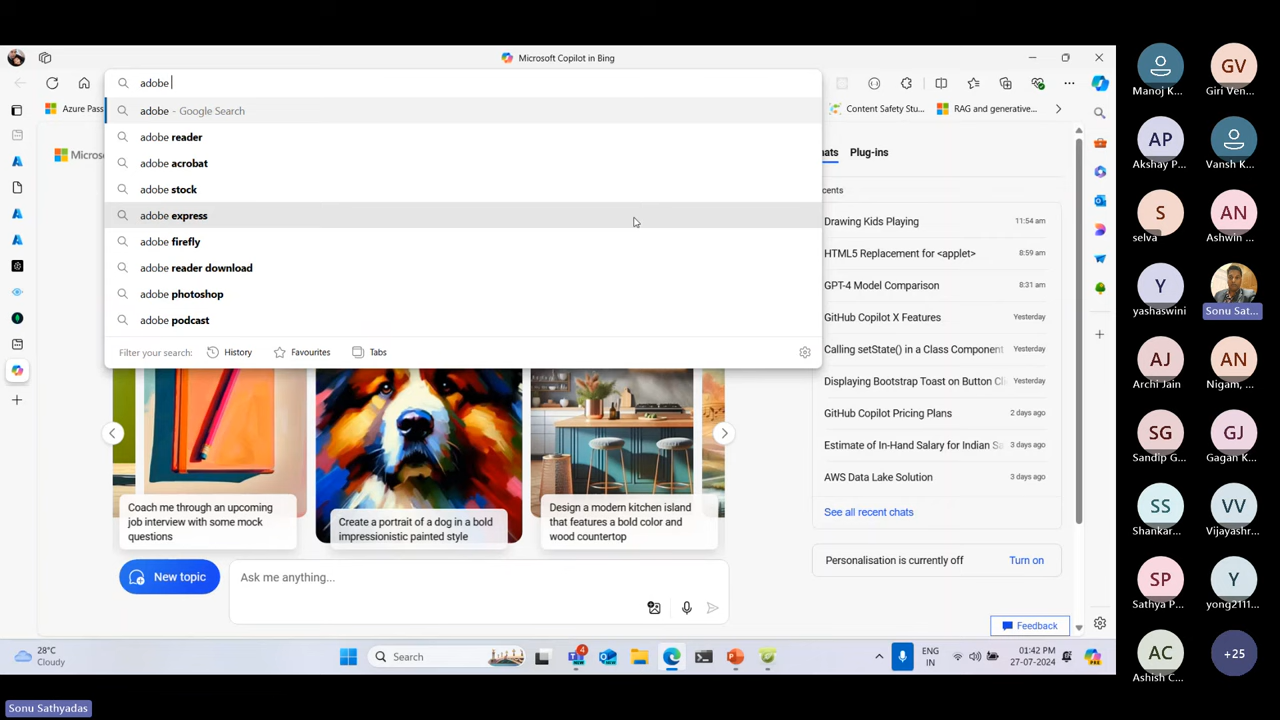 Microsoft Copilot in Bing
adobe
Azure Pass
Content Safety Stu...
RAG and generative...
adobe - Google Search
adobe reader
adobe acrobat
adobe stock
adobe express
adobe firefly
adobe reader download
adobe photoshop
adobe podcast
Filter your search:
History
Favourites
Tabs
Micros
ats
Plug-ins
ecents
Drawing Kids Playing
11:54 am
HTML5 Replacement for <applet>
8:59 am
GPT-4 Model Comparison
8:31 am
GitHub Copilot X Features
Yesterday
Calling setState() in a Class Component
Yesterday
Displaying Bootstrap Toast on Button Cl
Yesterday
GitHub Copilot Pricing Plans
2 days ago
Estimate of In-Hand Salary for Indian Sa
3 days ago
AWS Data Lake Solution
3 days ago
See all recent chats
Personalisation is currently off
Turn on
Feedback
Coach me through an upcoming
job interview with some mock
questions
Create a portrait of a dog in a bold
impressionistic painted style
Design a modern kitchen island
that features a bold color and
wood countertop
New topic
Ask me anything...
28°C
Cloudy
Search
4
ENG
IN
01:42 PM
27-07-2024
PRE
Manoj K...
GV
Giri Ven...
AP
Akshay P...
Vansh K...
S
selva
AN
Ashwin ...
Y
yashaswini
Sonu Sat...
AJ
Archi Jain
AN
Nigam, ...
SG
Sandip G...
GJ
Gagan K...
SS
Shankar...
VV
Vijayashr...
SP
Sathya P...
Y
yong2111...
AC
Ashish C...
+25
Sonu Sathyadas